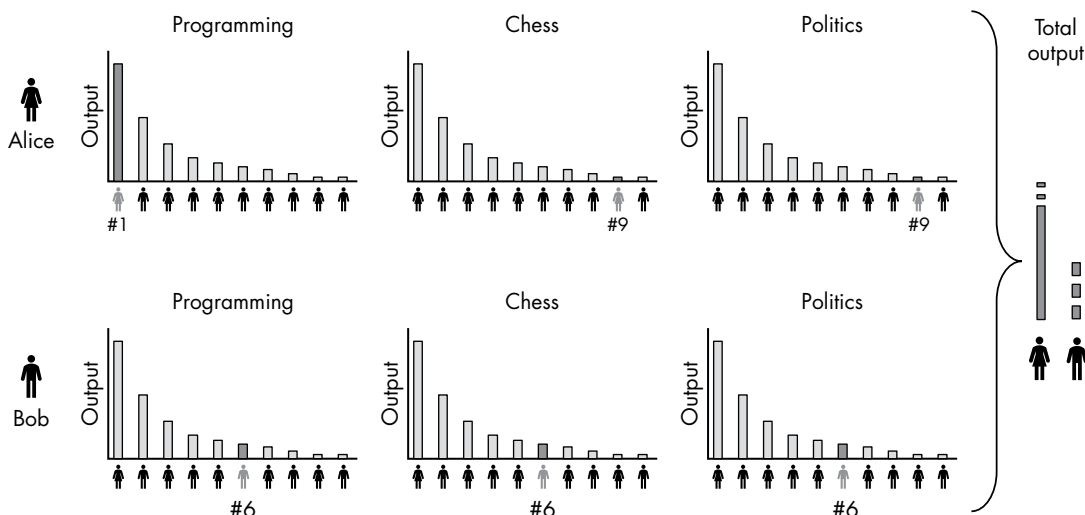 Programming
Chess
Politics
Total
output
Output
Output
Output
Alice
#1
#9
#9
Programming
Chess
Politics
Output
Output
Output
Bob
#6
#6
#6